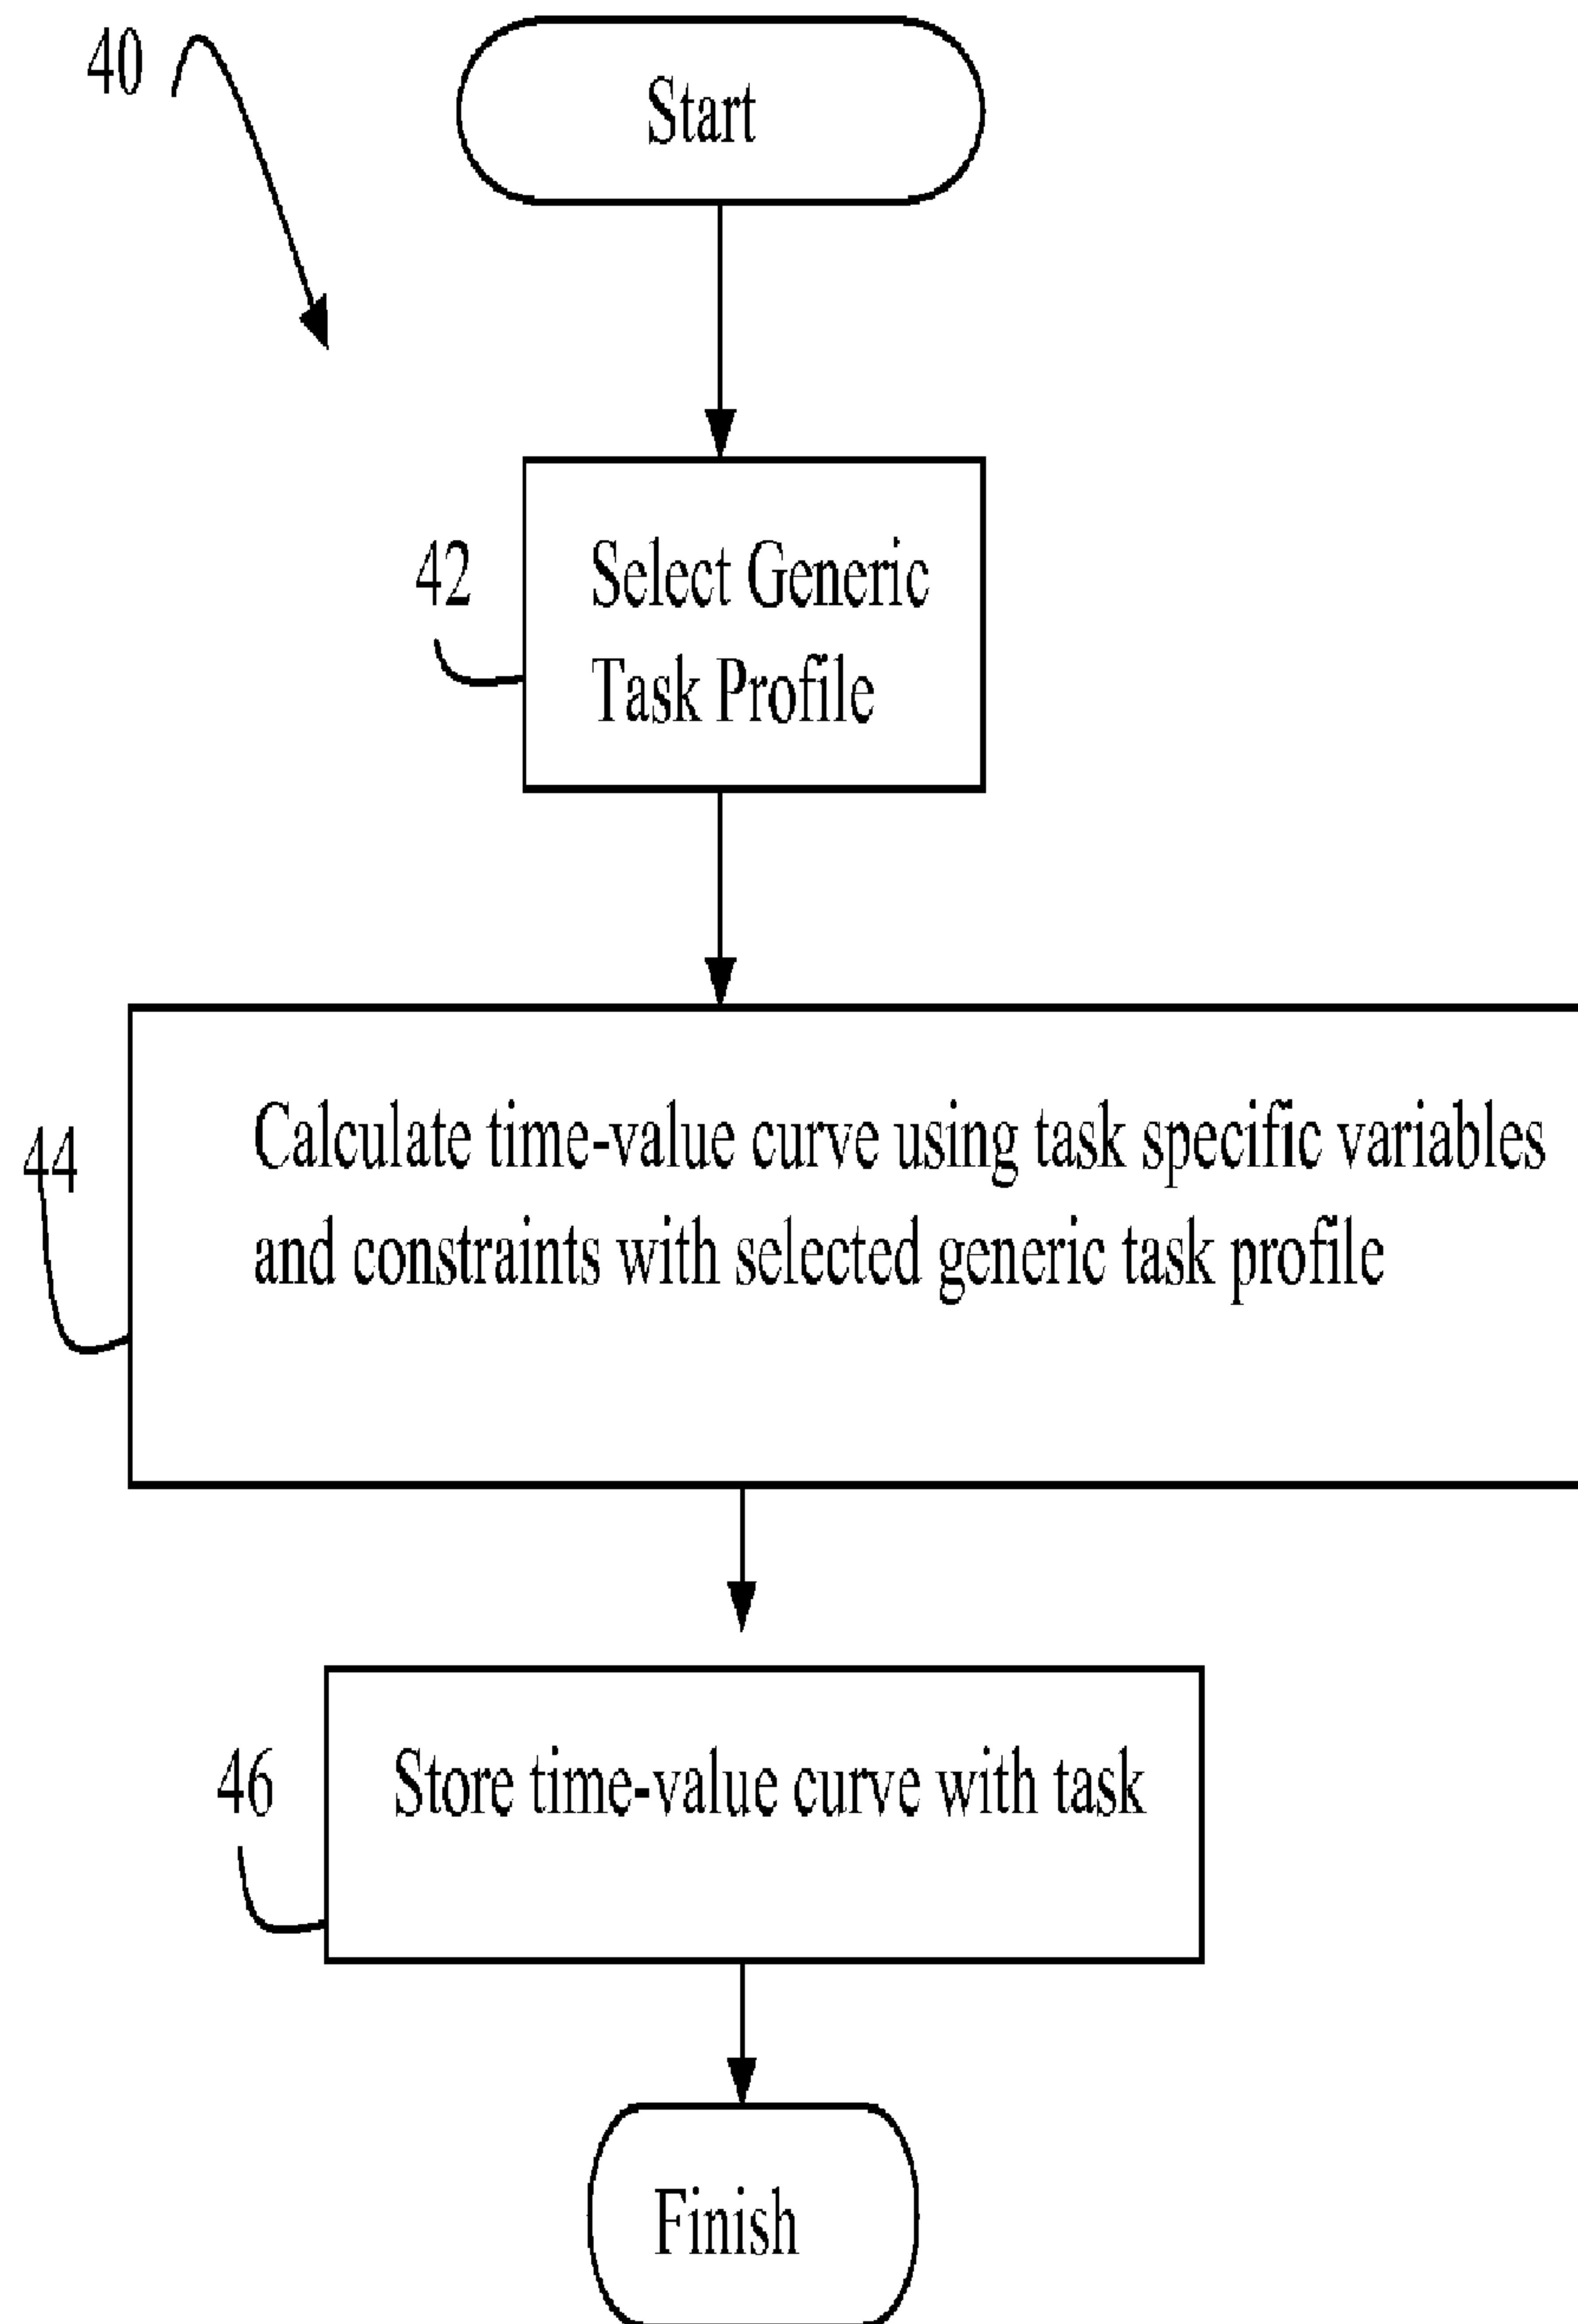 40
Start
42
Select Generic
Task Profile
44
Calculate time-value curve using task specific variables
and constraints with selected generic task profile
46
Store time-value curve with task
Finish